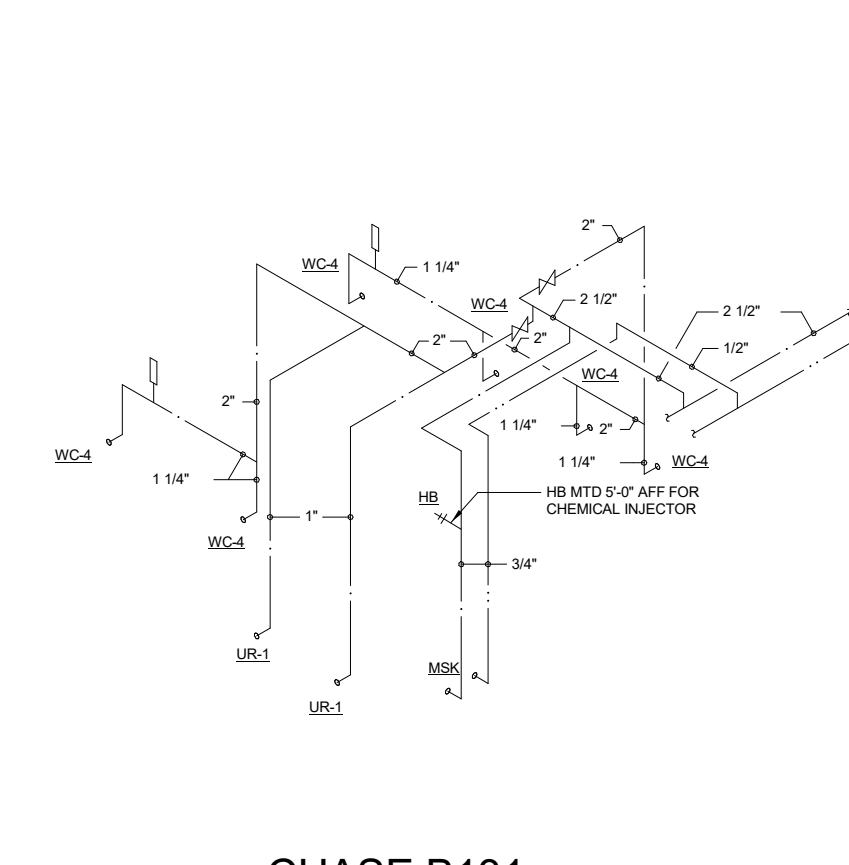 2"
WC-4
1 1/4"
WC-4
2 1/2"
2 1/2"
2"
2"
1/2"
WC-4
2"
1 1/4"
2"
WC-4
1 1/4"
WC-4
1 1/4"
HB
HB MTD 5'-0" AFF FOR
CHEMICAL INJECTOR
1"
WC-4
3/4"
UR-1
MSK
UR-1